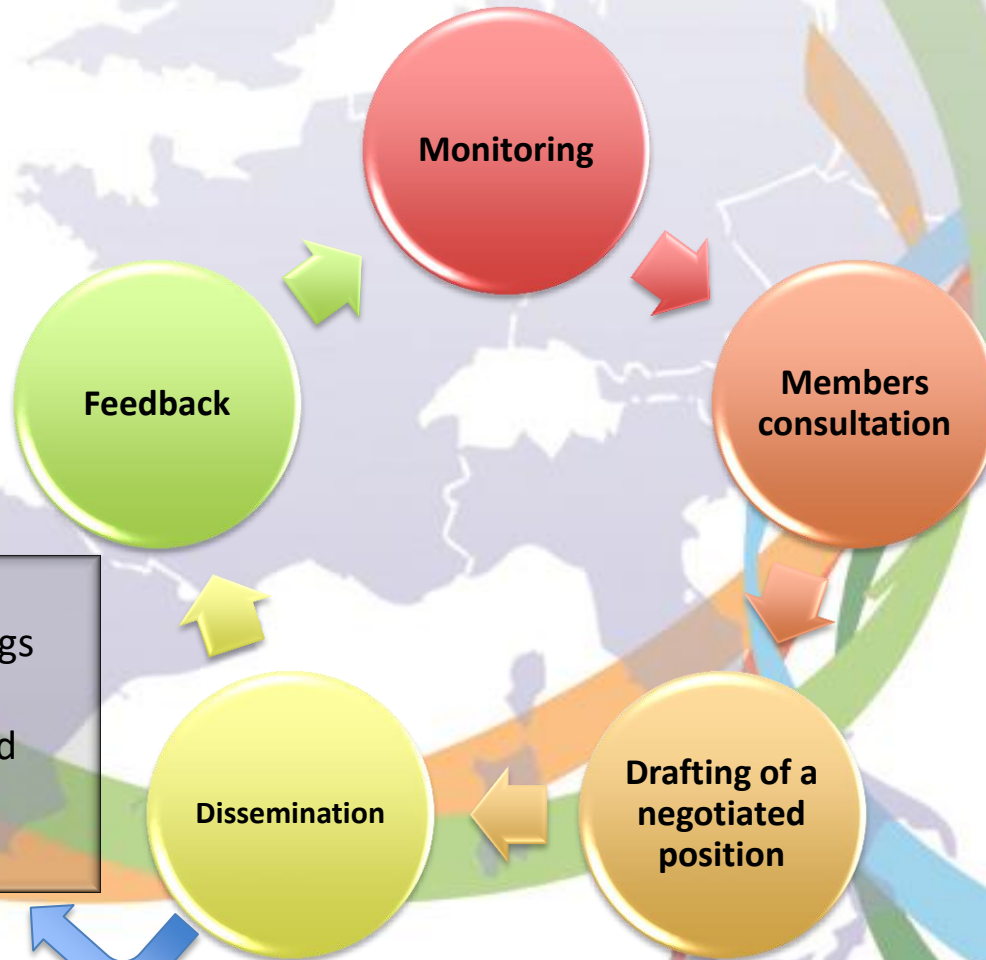 Monitoring
Members
consultation
Drafting of a
negotiated
position
Dissemination
Feedback